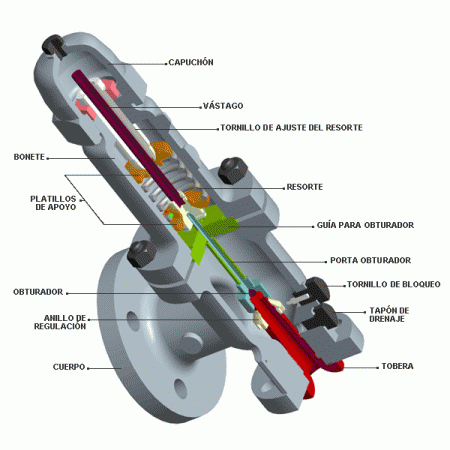 CAPUCHÓN
VÁSTAGO
TORNILLO DE AJUSTE DEL RESORTE
BONETE
RESORTE
PLATILLOS
DE APOYO
GUÍA PARA OBTURADOR
PORTA OBTURADOR
TORNILLO DE BLOQUEO
OBTURADOR
TAPÓN DE
DRENAJE
ANILLO DE
REGULACIÓN
CUERPO
TOBERA